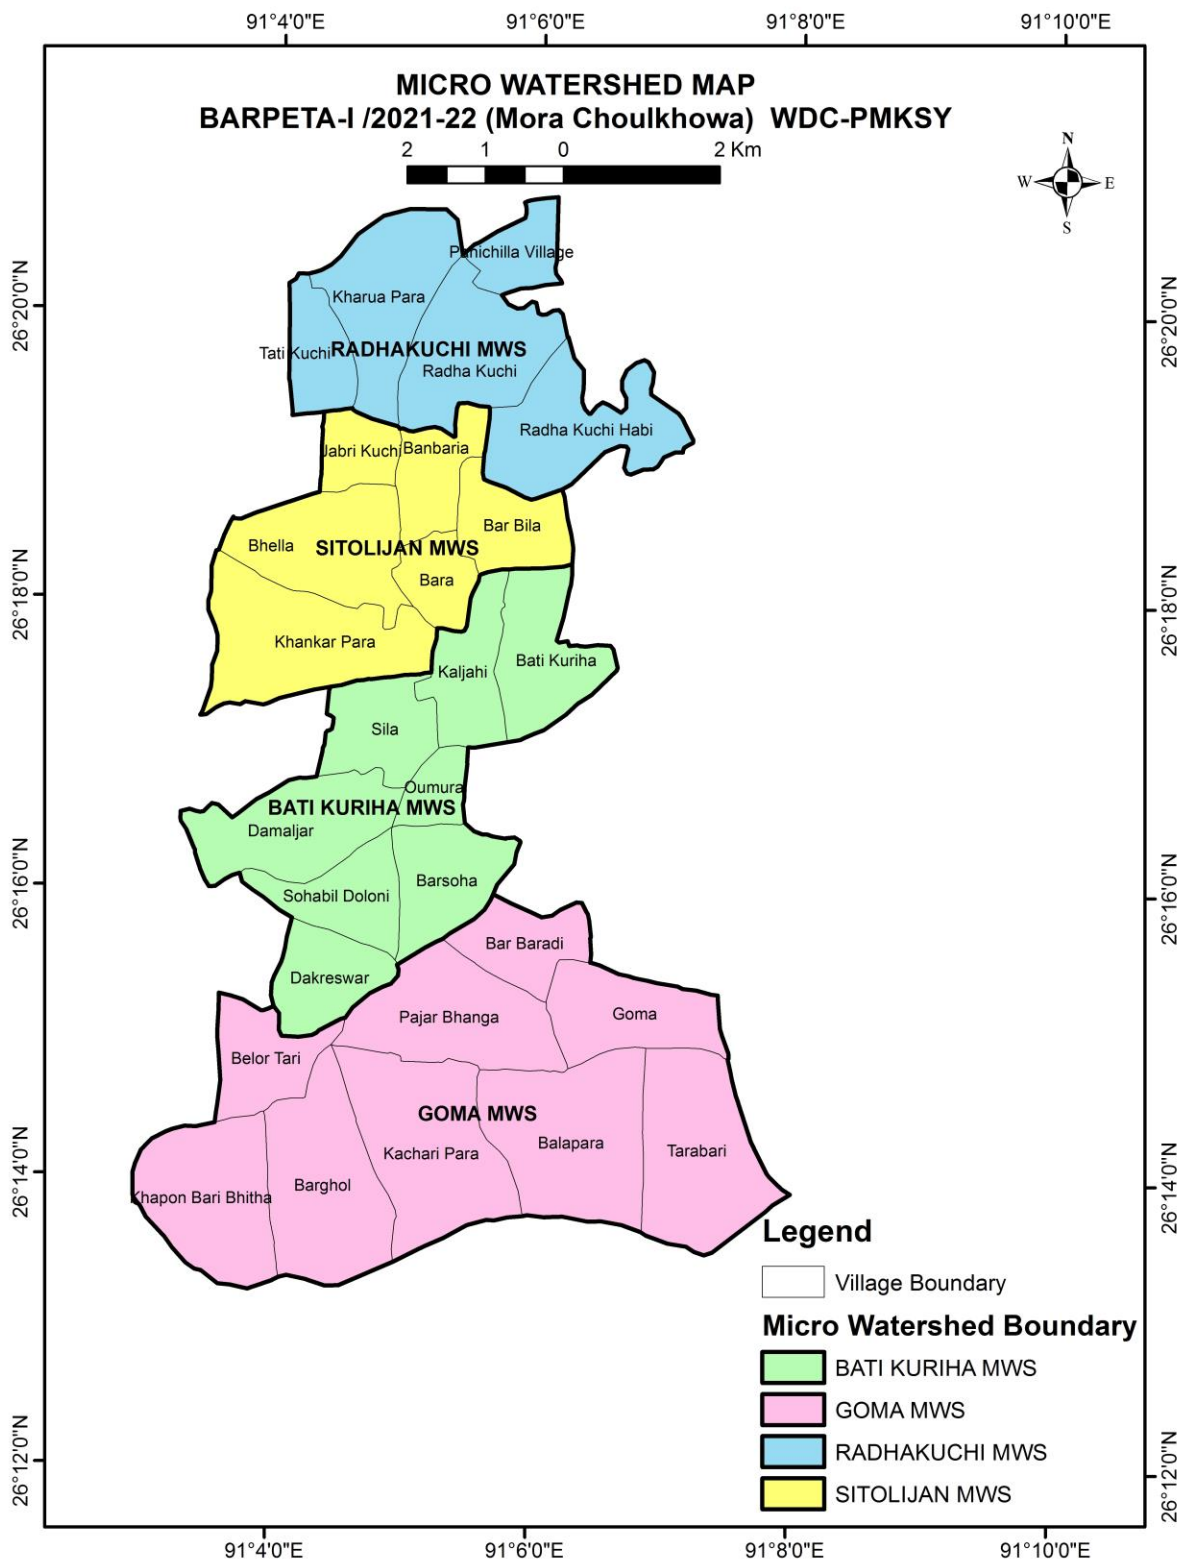 91°4'0"E 91°6'0"E 91°8'0"E 91°10'0"E
MICRO WATERSHED MAP
BARPETA-I /2021-22 (Mora Choulkhowa) WDC-PMKSY
2 1 0 2 Km
N
W E
S
Panichilla Village
Kharua Para
26°20'0"N 26°20'0"N
Tati Kuchi RADHAKUCHI MWS
Radha Kuchi
Radha Kuchi Habi
Jabri Kuchi Banbaria
Bar Bila
Bhella SITOLIJAN MWS
Bara
26°18'0"N 26°18'0"N
Khankar Para
Kaljahi Bati Kuriha
Sila
Oumura
BATI KURIHA MWS
Damaljar
26°16'0"N 26°16'0"N
Sohabil Doloni Barsoha
Bar Baradi
Dakreswar
Pajar Bhanga Goma
Belor Tari
GOMA MWS
Kachari Para Balapara Tarabari
26°14'0"N 26°14'0"N
Khapon Bari Bhitha Barghol
Legend
Village Boundary
Micro Watershed Boundary
BATI KURIHA MWS
GOMA MWS
RADHAKUCHI MWS
SITOLIJAN MWS
26°12'0"N 26°12'0"N
91°4'0"E 91°6'0"E 91°8'0"E 91°10'0"E